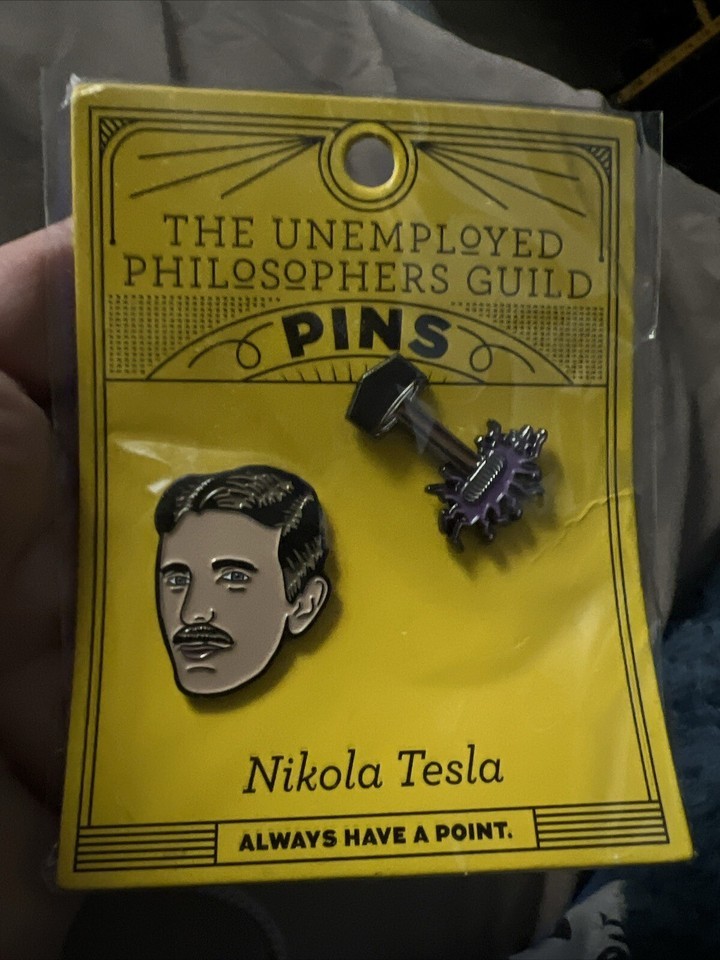 THE UNEMPLOYED
PHILOSOPHERS GUILD
PINS
Nikola Tesla
ALWAYS HAVE A POINT.